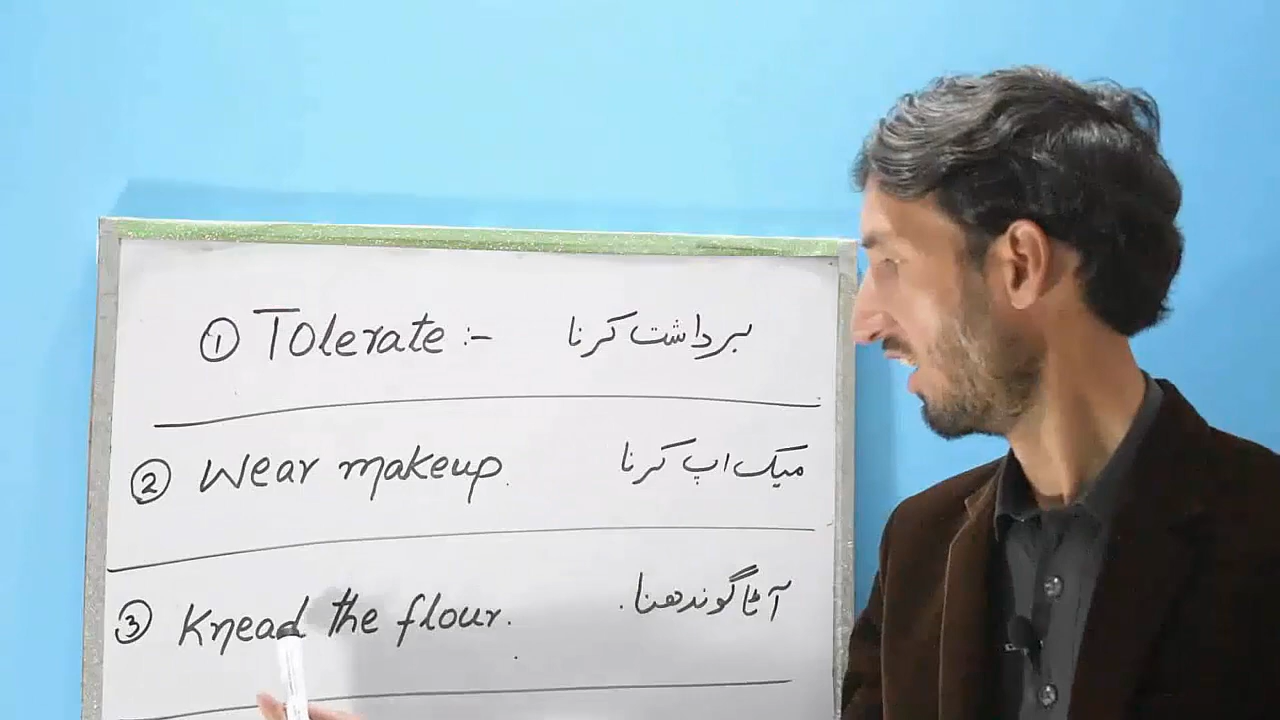 ① Tolerate :- برداشت کرنا
② Wear makeup. میک اپ کرنا
③ Knead the flour. آٹا گوندھنا.